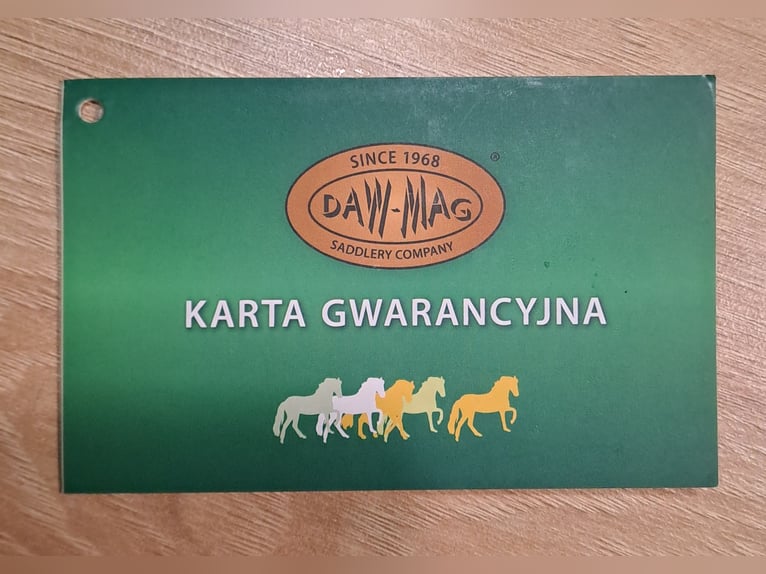 SINCE 1968
®
DAW-MAG
SADDLERY COMPANY
KARTA GWARANCYJNA